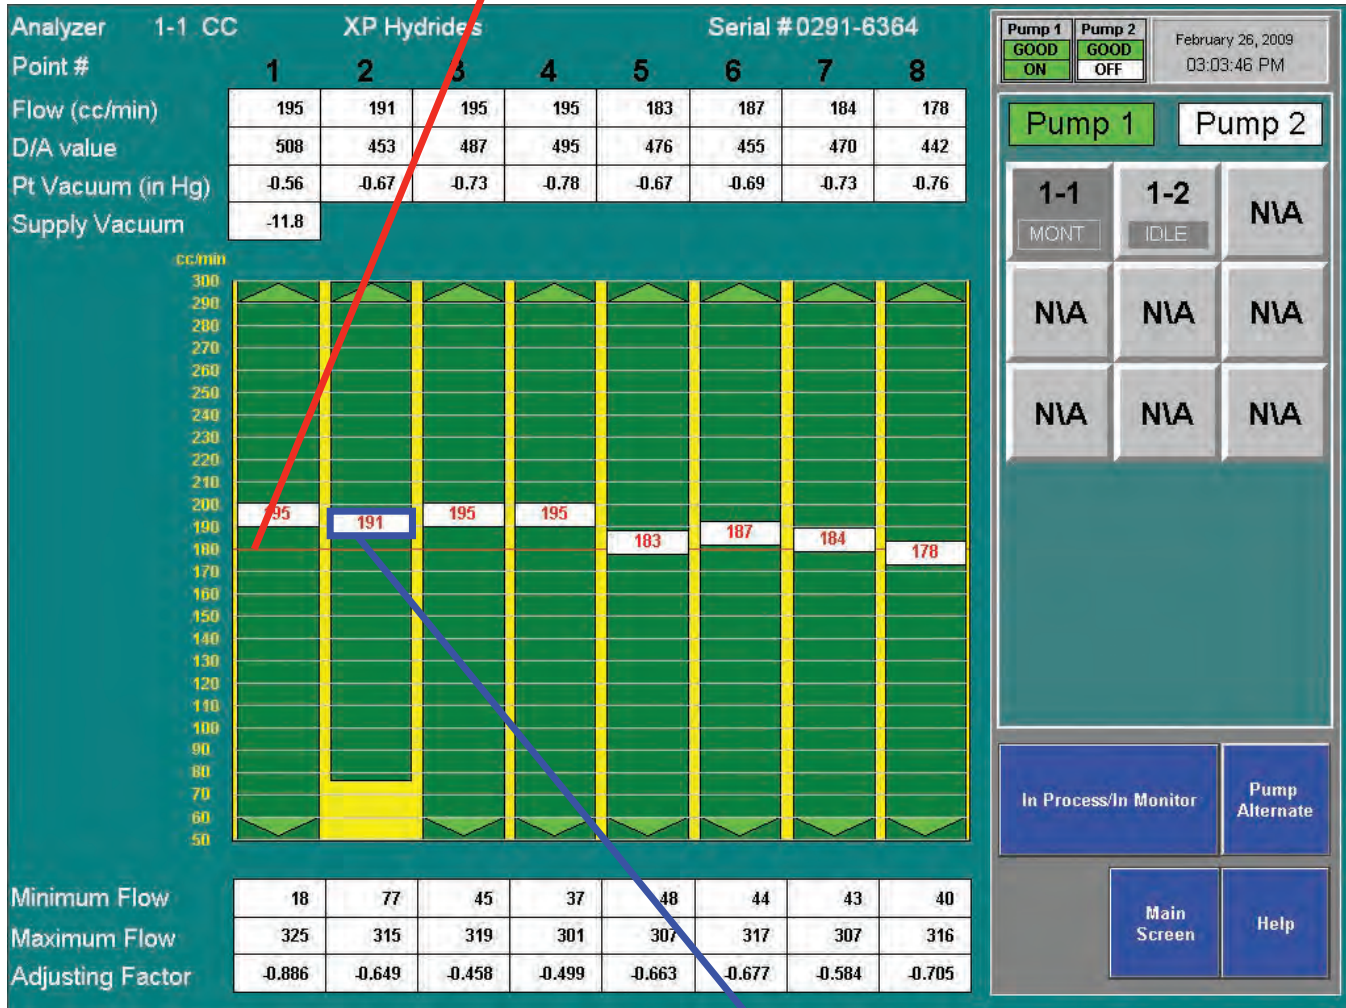 Analyzer 1-1 CC XP Hydrides Serial # 0291-6364
Point # 1 2 3 4 5 6 7 8
Flow (cc/min) 195 191 195 195 183 187 184 178
D/A value 508 453 487 495 476 455 470 442
Pt Vacuum (in Hg) -0.56 -0.67 -0.73 -0.78 -0.67 -0.69 -0.73 -0.76
Supply Vacuum -11.8
cc/min
300
290
280
270
260
250
240
230
220
210
200
190
180
170
160
150
140
130
120
110
100
90
80
70
60
50
195 191 195 195 183 187 184 178
Minimum Flow 18 77 45 37 48 44 43 40
Maximum Flow 325 315 319 301 307 317 307 316
Adjusting Factor -0.886 -0.649 -0.458 -0.499 -0.663 -0.677 -0.584 -0.705
Pump 1 Pump 2
GOOD GOOD
ON OFF
February 26, 2009
03:03:46 PM
Pump 1 Pump 2
1-1 1-2 N\A
MONT IDLE
N\A N\A N\A
N\A N\A N\A
In Process/In Monitor
Pump
Alternate
Main
Screen
Help